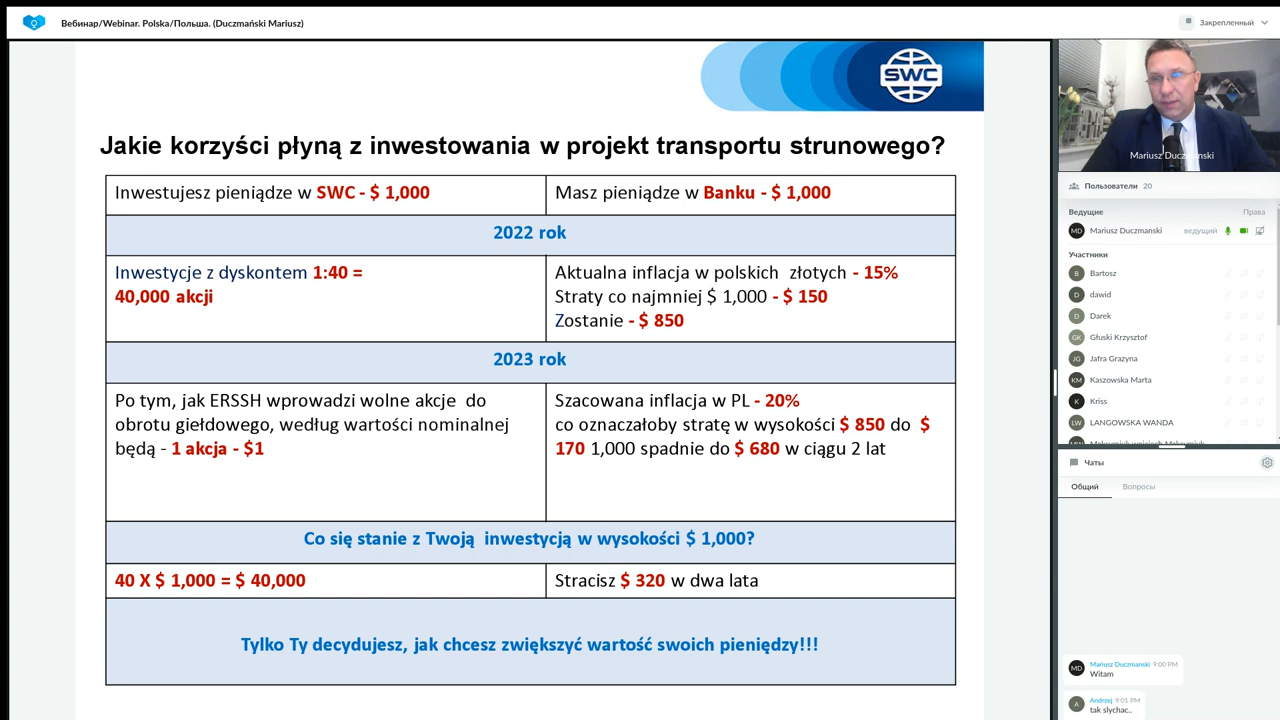 Вебинар/Webinar. Polska/Польша. (Duczmański Mariusz)
Закрепленный
SWC
Jakie korzyści płyną z inwestowania w projekt transportu strunowego?
Inwestujesz pieniądze w SWC - $ 1,000
Masz pieniądze w Banku - $ 1,000
2022 rok
Inwestycje z dyskontem 1:40 =
40,000 akcji
Aktualna inflacja w polskich złotych - 15%
Straty co najmniej $ 1,000 - $ 150
Zostanie - $ 850
2023 rok
Po tym, jak ERSSH wprowadzi wolne akcje do
obrotu giełdowego, według wartości nominalnej
będą - 1 akcja - $1
Szacowana inflacja w PL - 20%
co oznaczałoby stratę w wysokości $ 850 do $
170 1,000 spadnie do $ 680 w ciągu 2 lat
Co się stanie z Twoją inwestycją w wysokości $ 1,000?
40 X $ 1,000 = $ 40,000
Stracisz $ 320 w dwa lata
Tylko Ty decydujesz, jak chcesz zwiększyć wartość swoich pieniędzy!!!
Mariusz Duczmanski
Пользователи 20
Ведущие Права
MD Mariusz Duczmanski ведущий
Участники
B Bartosz
D dawid
D Darek
GK Głuski Krzysztof
JG Jafra Grazyna
KM Kaszowska Marta
K Kriss
LW LANGOWSKA WANDA
Чаты
Общий Вопросы
MD Mariusz Duczmanski 9:00 PM
Witam
A Andrzej 9:01 PM
tak slychac..